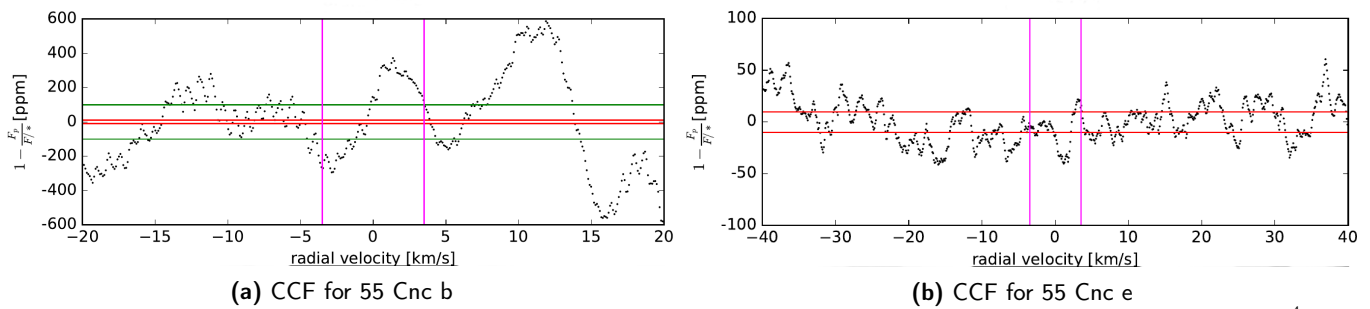 600
400
200
0
-200
-400
-600
1 − F_p/F/* [ppm]
−20 −15 −10 −5 0 5 10 15 20
radial velocity [km/s]
(a) CCF for 55 Cnc b
100
50
0
-50
-100
1 − F_p/F/* [ppm]
−40 −30 −20 −10 0 10 20 30 40
radial velocity [km/s]
(b) CCF for 55 Cnc e